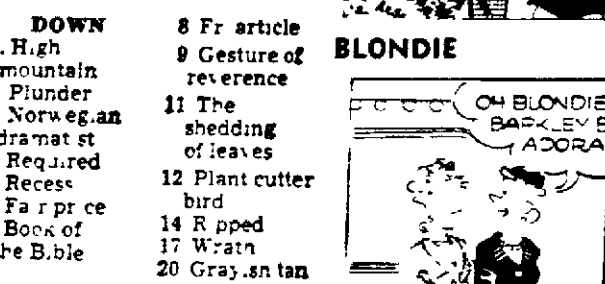 DOWN
. High
mountain
Plunder
Norwegian
dramatist
Required
Recess
Fair price
Book of
he Bible
8 Fr article
9 Gesture of
reverence
11 The
shedding
of leaves
12 Plant cutter
bird
14 Ripped
17 Wrath
20 Grayish tan
BLONDIE
OH BLONDIE
BARKLEY B
ADORA